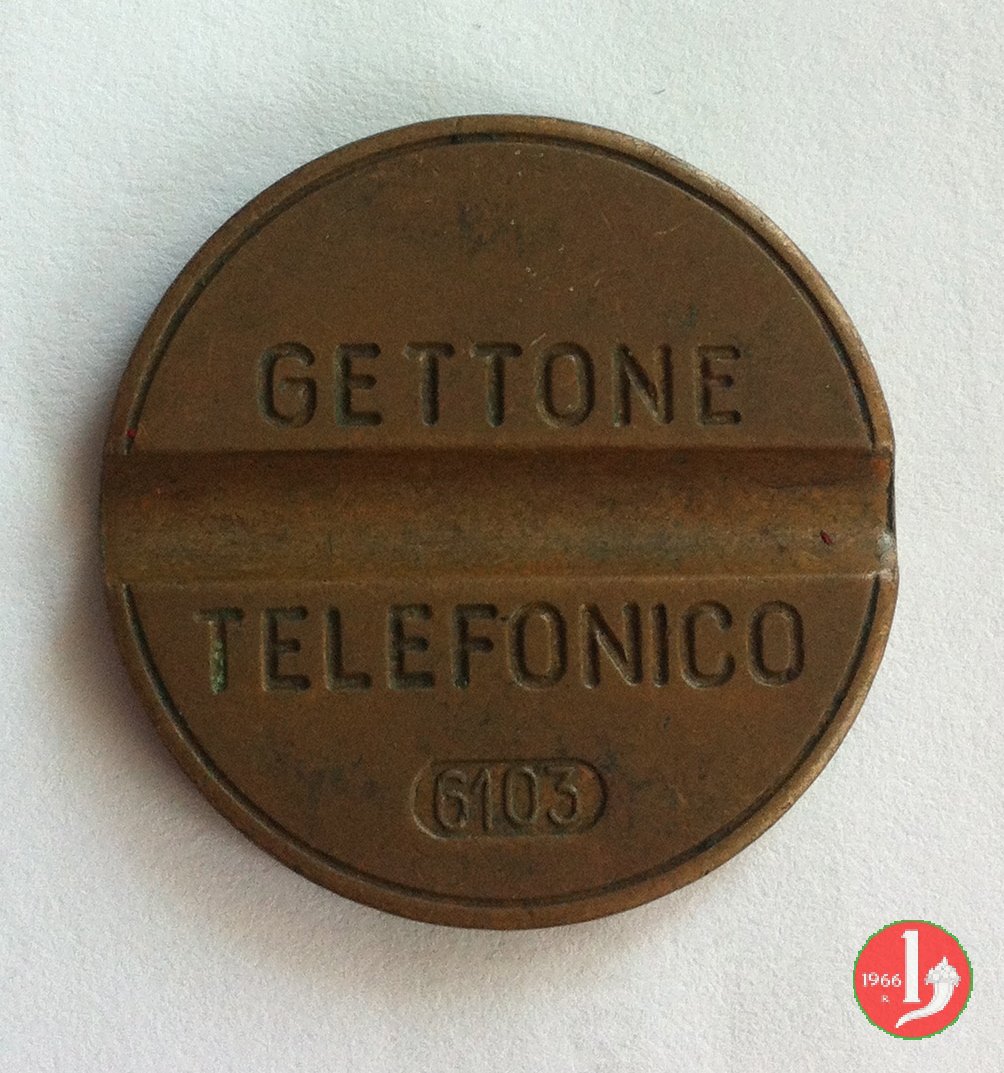 GETTONE
TELEFONICO
6103
1966
R